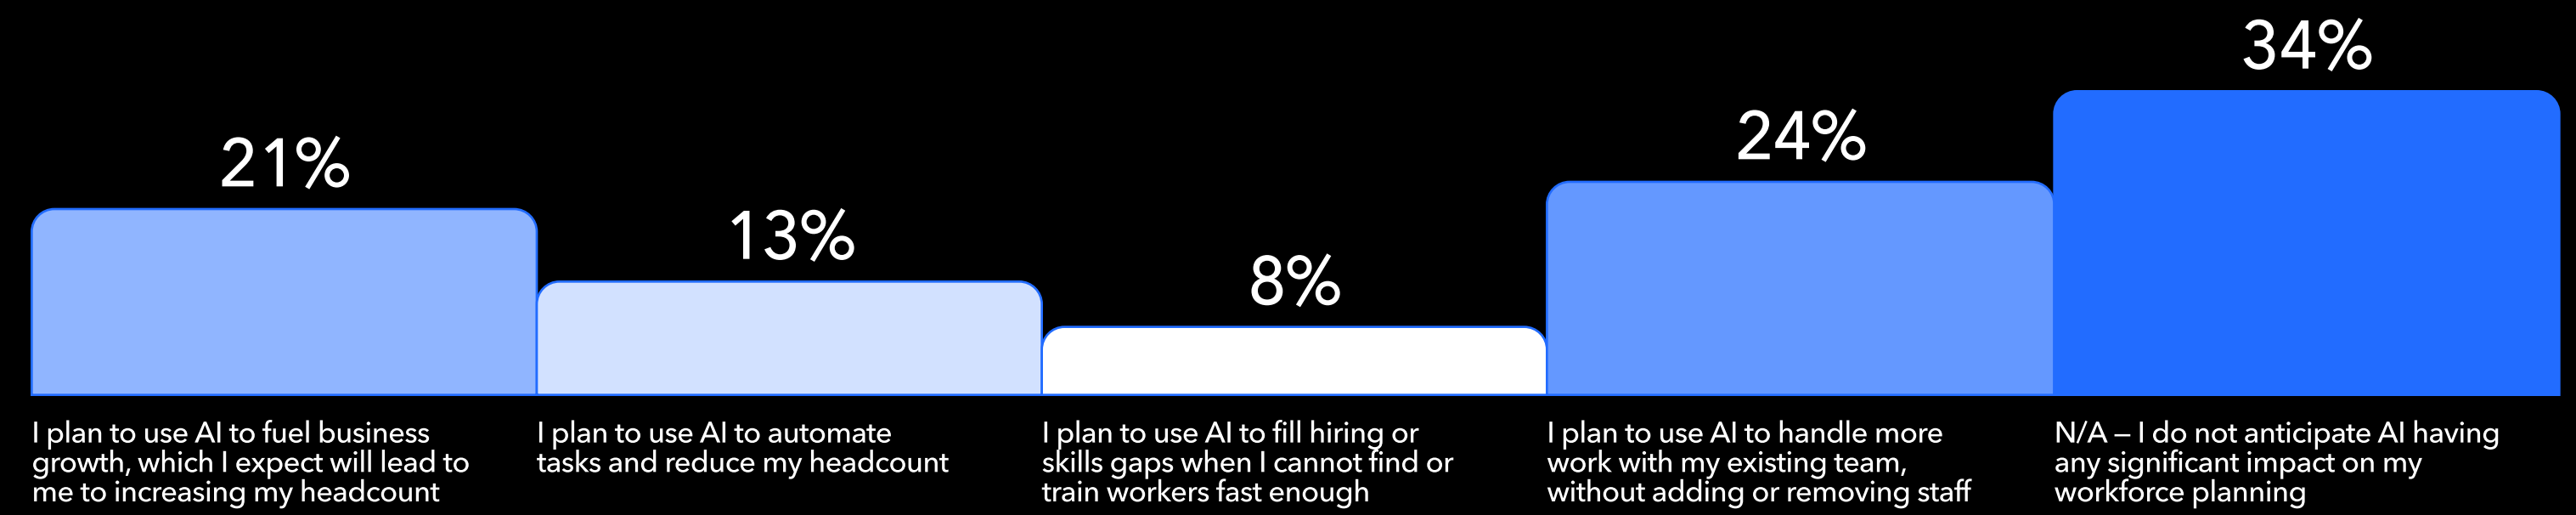 21%
13%
8%
24%
34%
I plan to use AI to fuel business
growth, which I expect will lead to
me to increasing my headcount
I plan to use AI to automate
tasks and reduce my headcount
I plan to use AI to fill hiring or
skills gaps when I cannot find or
train workers fast enough
I plan to use AI to handle more
work with my existing team,
without adding or removing staff
N/A – I do not anticipate AI having
any significant impact on my
workforce planning